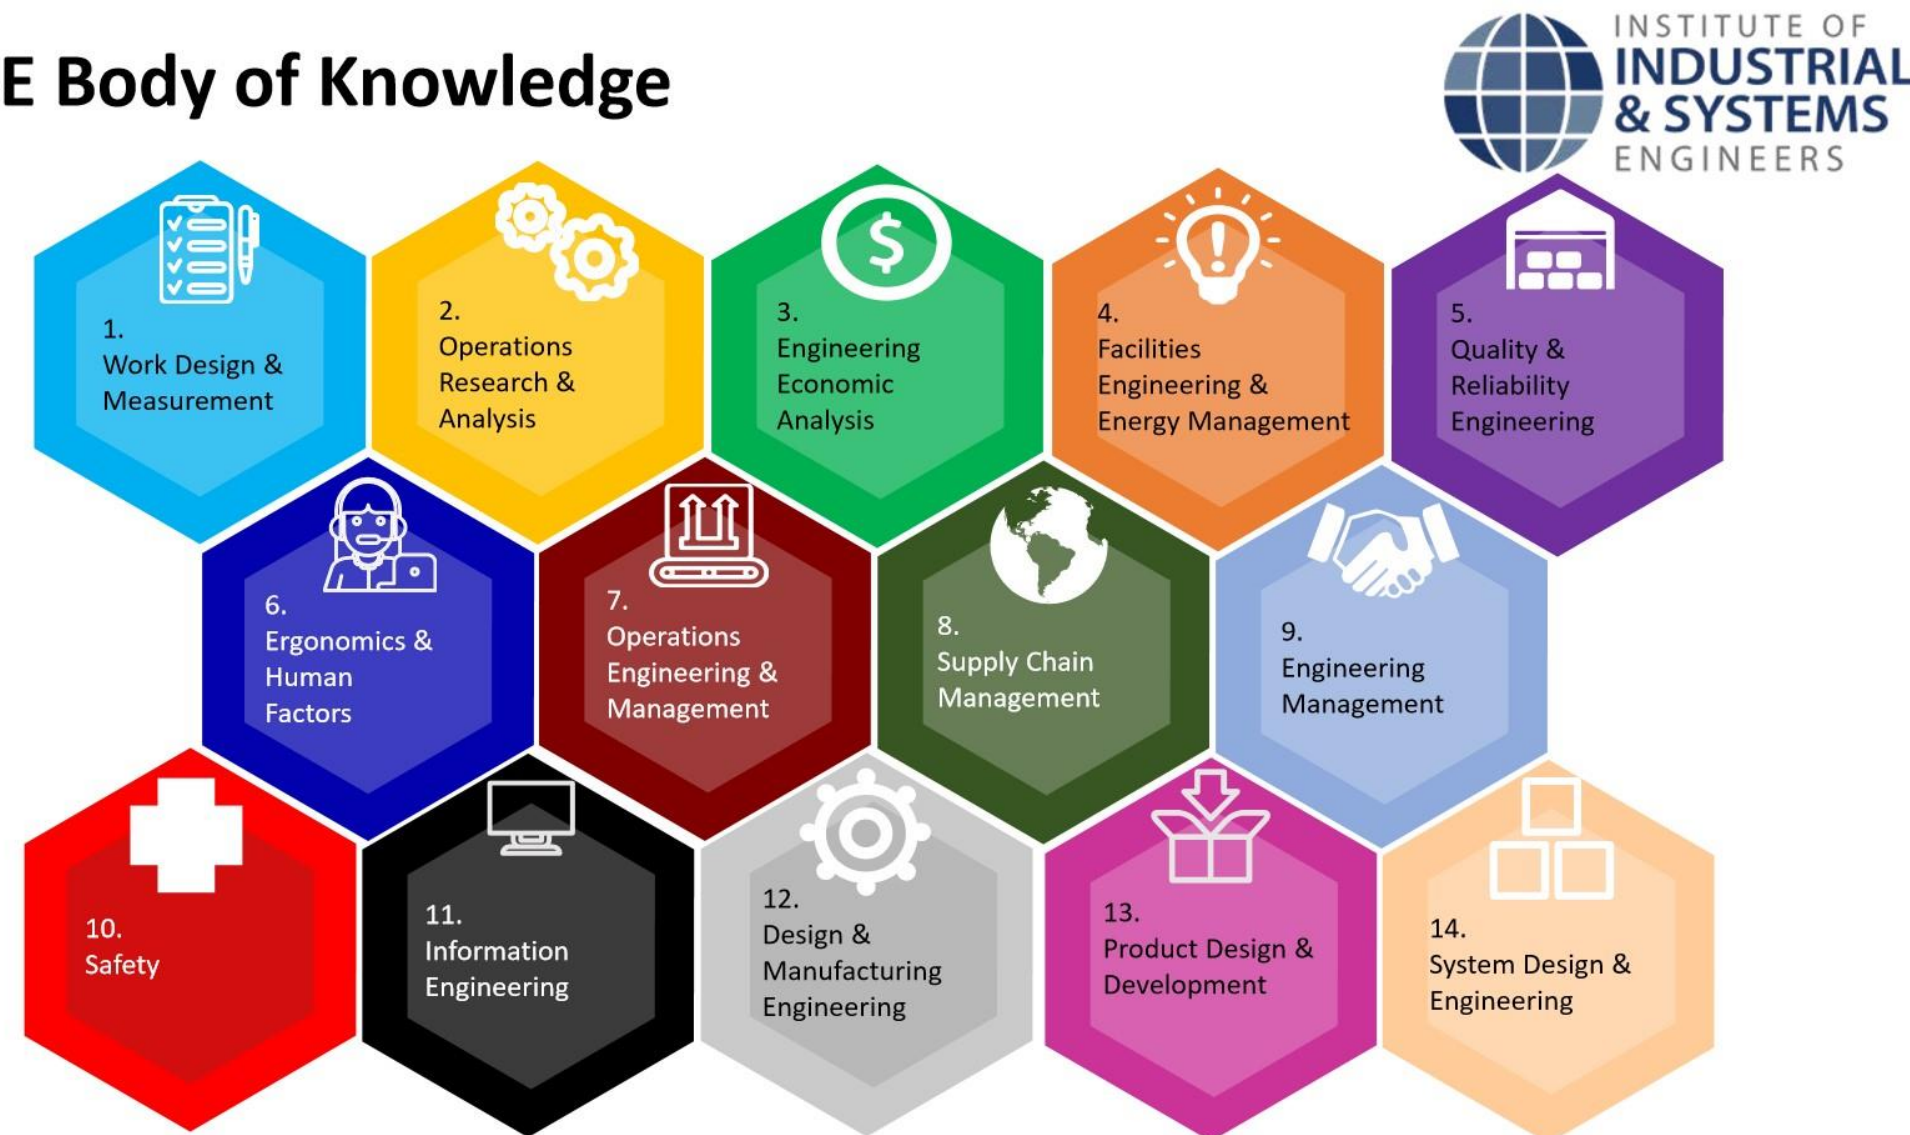 E Body of Knowledge
INSTITUTE OF
INDUSTRIAL
& SYSTEMS
ENGINEERS
1.
Work Design &
Measurement
2.
Operations
Research &
Analysis
$
3.
Engineering
Economic
Analysis
!
4.
Facilities
Engineering &
Energy Management
5.
Quality &
Reliability
Engineering
6.
Ergonomics &
Human
Factors
7.
Operations
Engineering &
Management
8.
Supply Chain
Management
9.
Engineering
Management
10.
Safety
11.
Information
Engineering
12.
Design &
Manufacturing
Engineering
13.
Product Design &
Development
14.
System Design &
Engineering